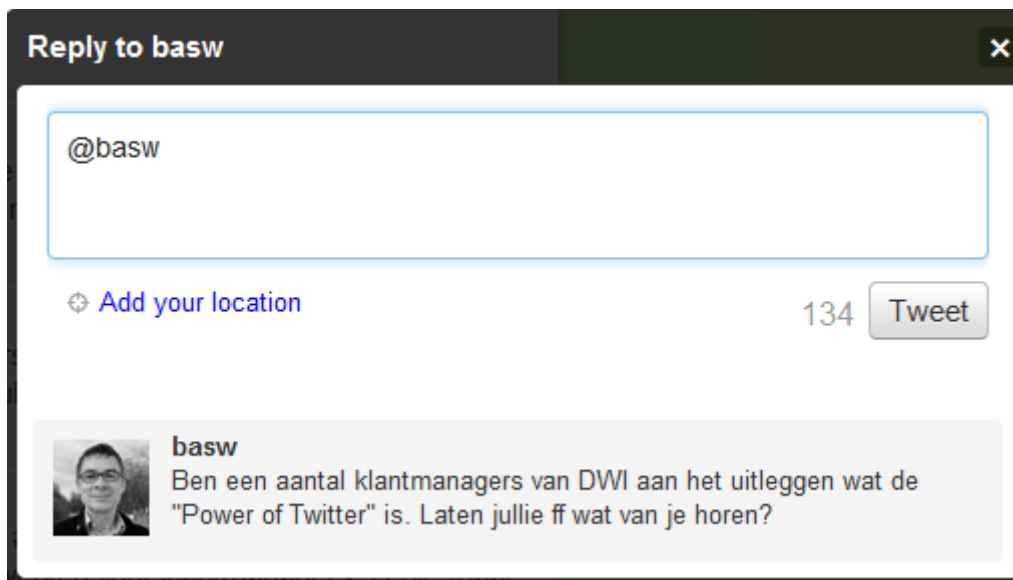 Reply to basw
@basw
Add your location
134 Tweet
basw
Ben een aantal klantmanagers van DWI aan het uitleggen wat de
"Power of Twitter" is. Laten jullie ff wat van je horen?